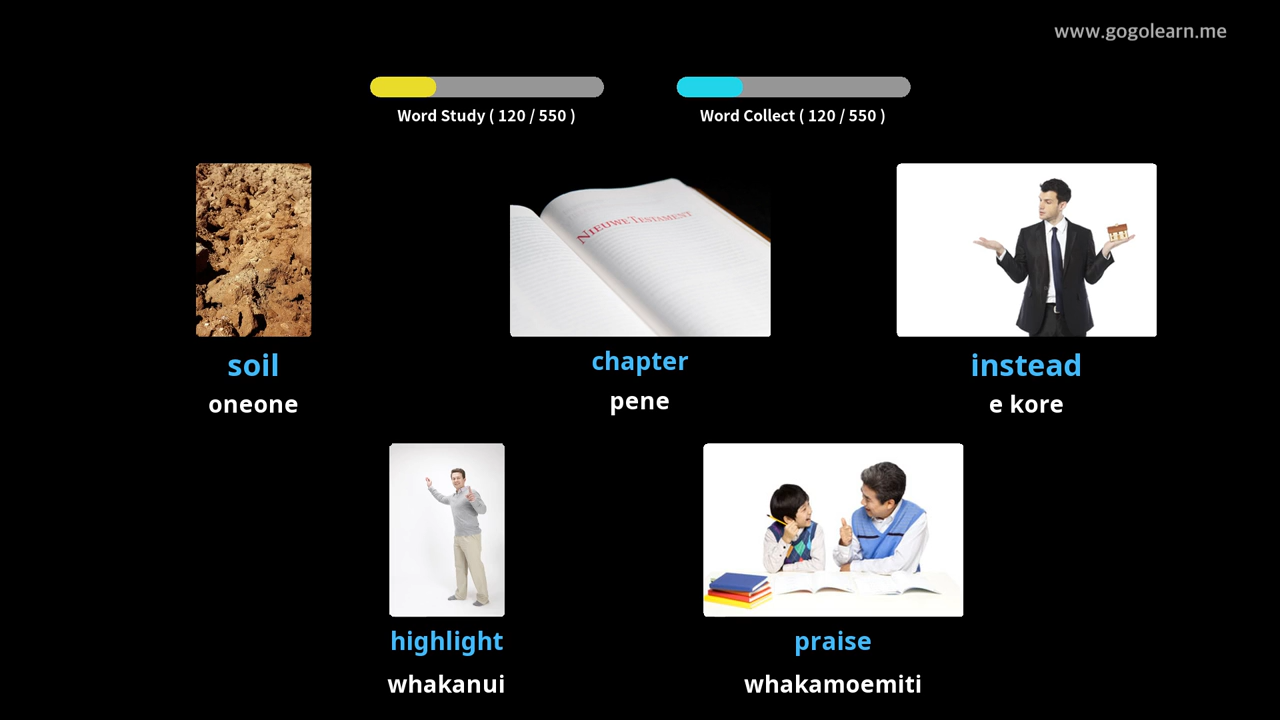 www.gogolearn.me
Word Study ( 120 / 550 )
Word Collect ( 120 / 550 )
NIEUWE TESTAMENT
soil
oneone
chapter
pene
instead
e kore
highlight
whakanui
praise
whakamoemiti